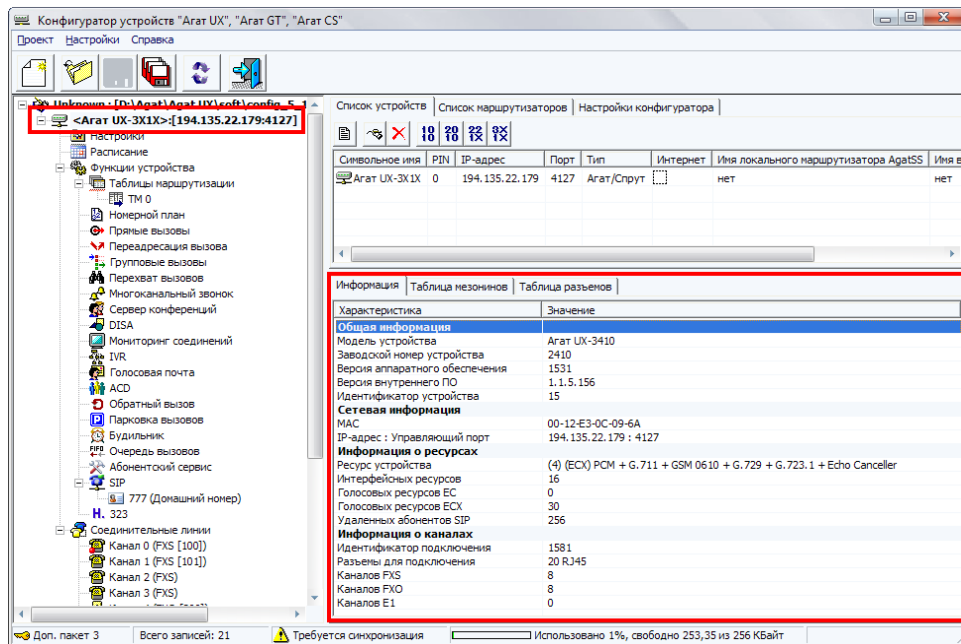 Конфигуратор устройств "Агат UX", "Агат GT", "Агат CS"
Проект Настройки Справка
Unknown : [D:\Agat\Agat UX\soft\config_5_1
<Агат UX-3X1X>:[194.135.22.179:4127]
Настройки
Расписание
Функции устройства
Таблицы маршрутизации
ТМ 0
Номерной план
Прямые вызовы
Переадресация вызова
Групповые вызовы
Перехват вызовов
Многоканальный звонок
Сервер конференций
DISA
Мониторинг соединений
IVR
Голосовая почта
ACD
Обратный вызов
Парковка вызовов
Будильник
Очередь вызовов
Абонентский сервис
SIP
777 (Домашний номер)
H. 323
Соединительные линии
Канал 0 (FXS [100])
Канал 1 (FXS [101])
Канал 2 (FXS)
Канал 3 (FXS)
Список устройств Список маршрутизаторов Настройки конфигуратора
Символьное имя PIN IP-адрес Порт Тип Интернет Имя локального маршрутизатора AgatSS Имя в
Агат UX-3X1X 0 194.135.22.179 4127 Агат/Спрут нет нет
Информация Таблица мезонинов Таблица разъемов
Характеристика Значение
Общая информация
Модель устройства Агат UX-3410
Заводской номер устройства 2410
Версия аппаратного обеспечения 1531
Версия внутреннего ПО 1.1.5.156
Идентификатор устройства 15
Сетевая информация
MAC 00-12-E3-0C-09-6A
IP-адрес : Управляющий порт 194.135.22.179 : 4127
Информация о ресурсах
Ресурс устройства (4) (ECX) PCM + G.711 + GSM 0610 + G.729 + G.723.1 + Echo Canceller
Интерфейсных ресурсов 16
Голосовых ресурсов EC 0
Голосовых ресурсов ECX 30
Удаленных абонентов SIP 256
Информация о каналах
Идентификатор подключения 1581
Разъемы для подключения 20 RJ45
Каналов FXS 8
Каналов FXO 8
Каналов E1 0
Доп. пакет 3 Всего записей: 21 Требуется синхронизация Использовано 1%, свободно 253,35 из 256 КБайт